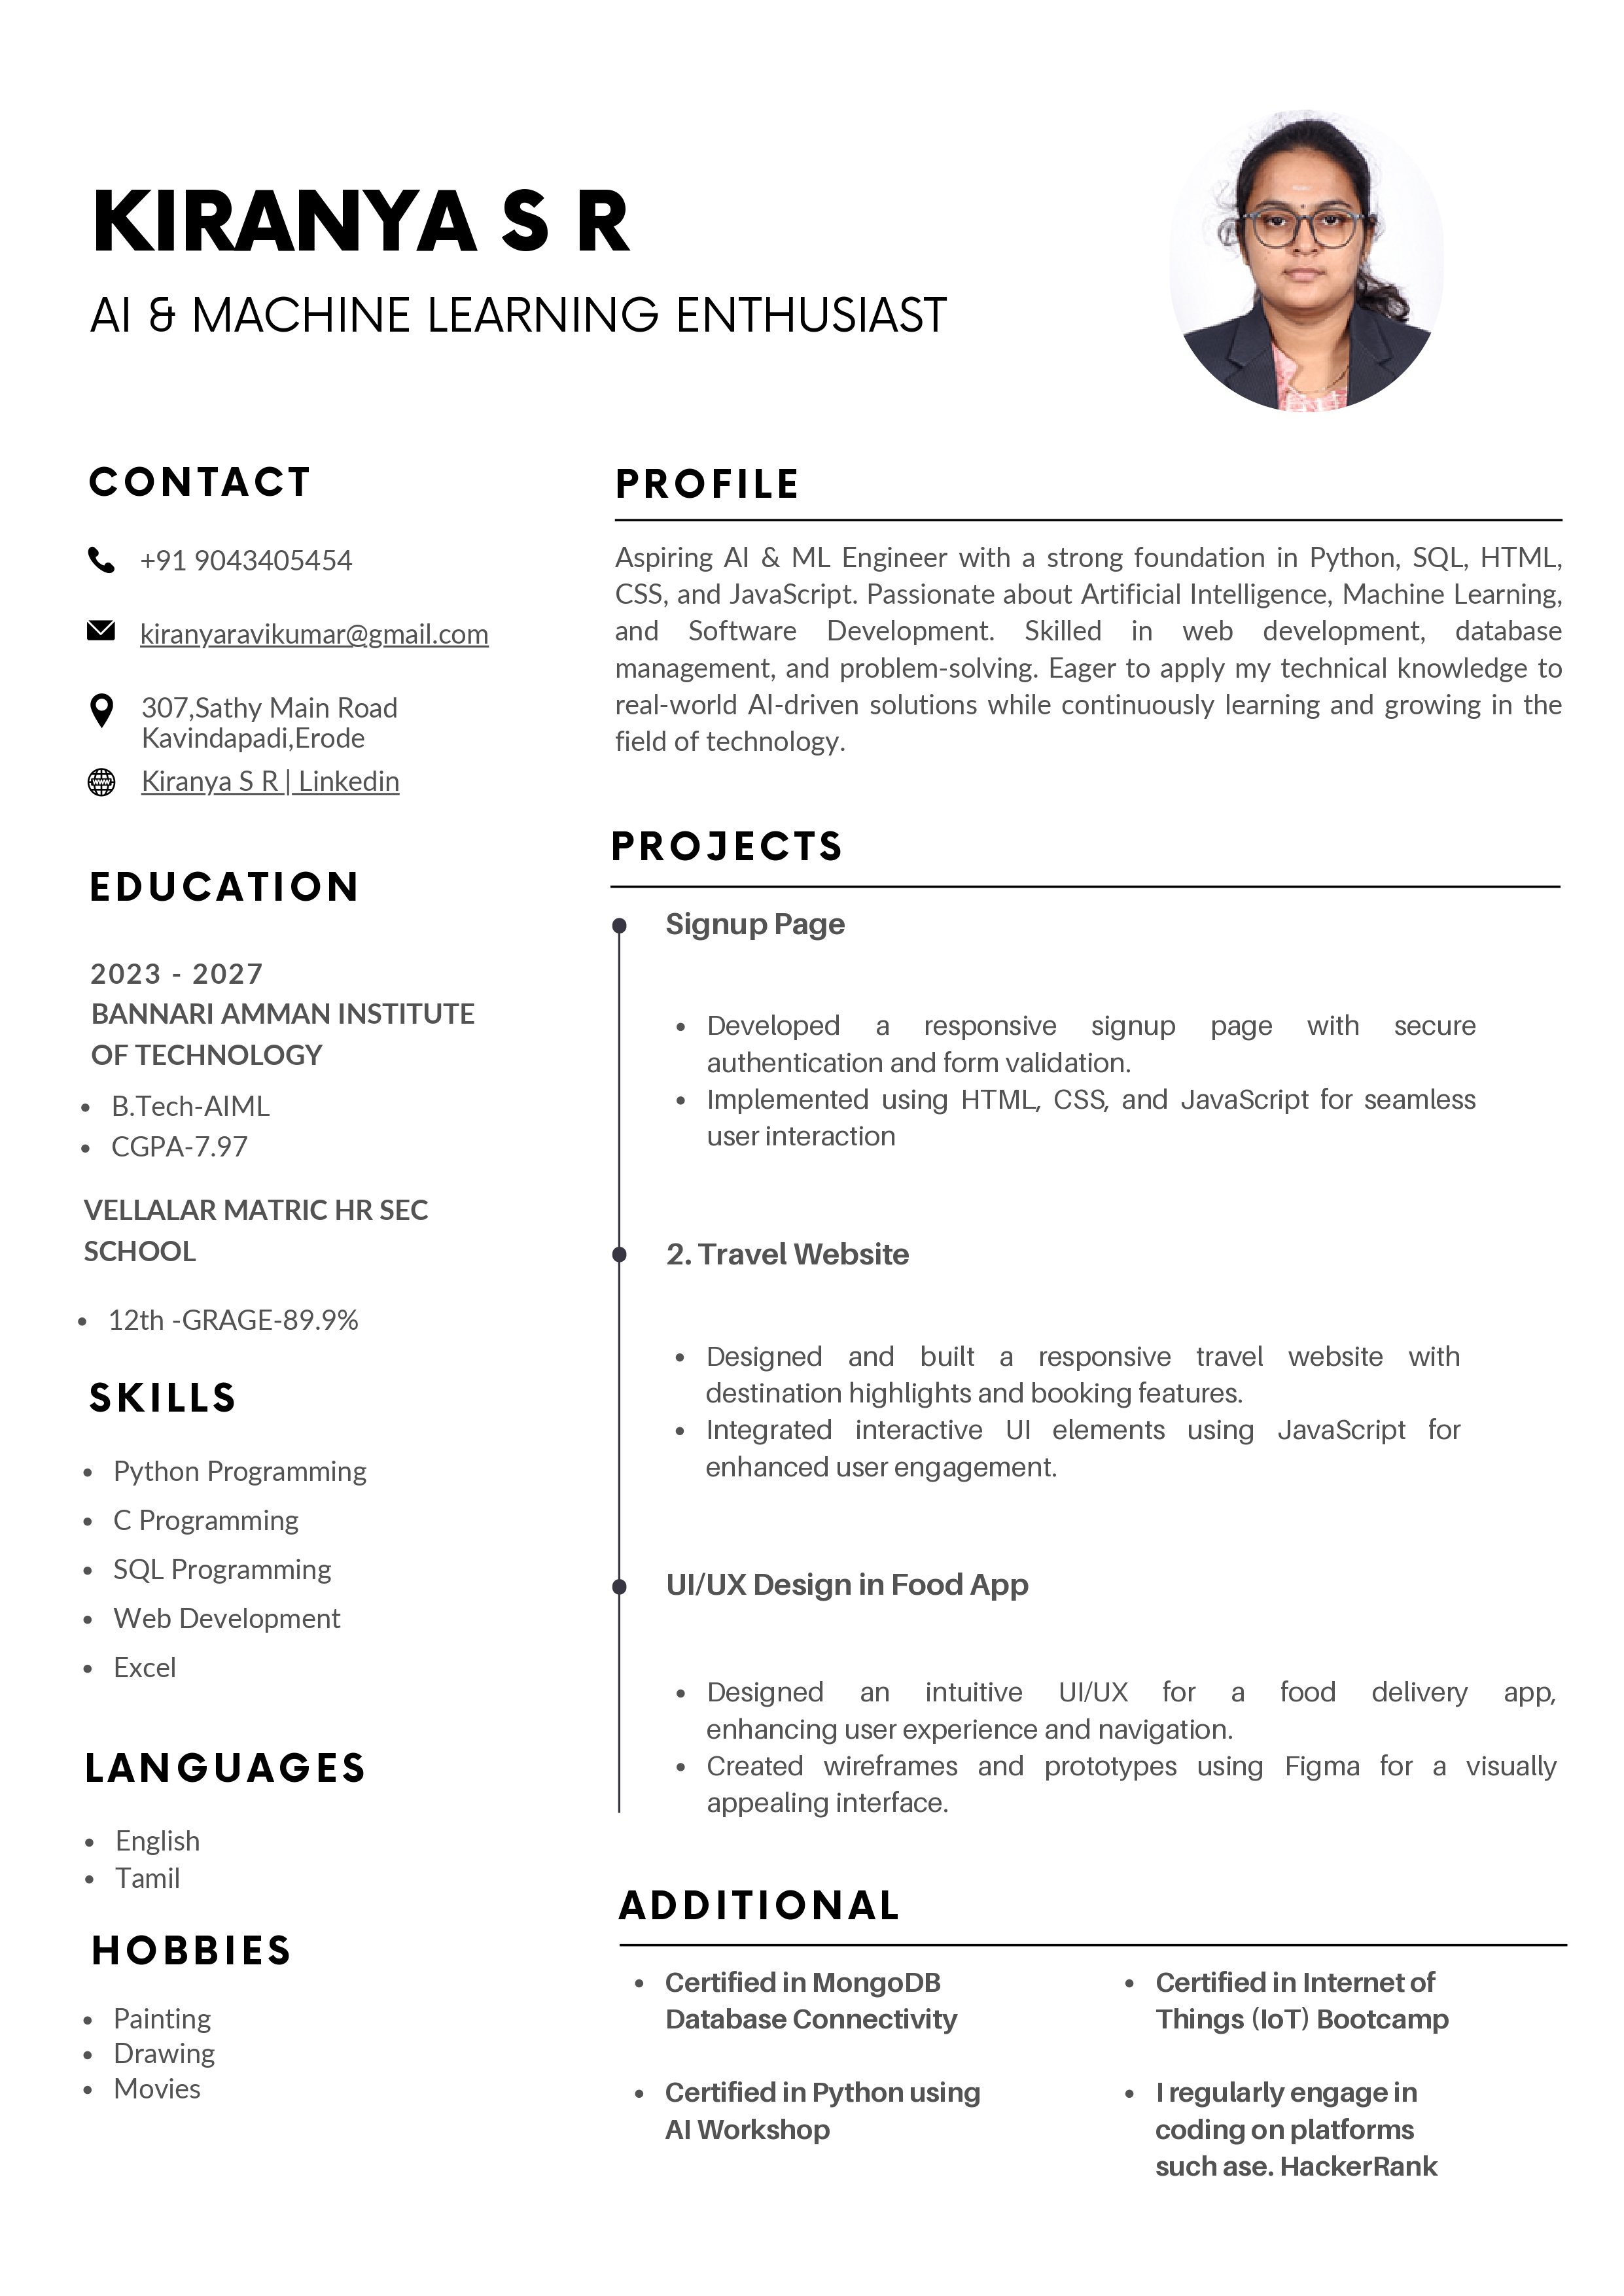 KIRANYA S R
AI & MACHINE LEARNING ENTHUSIAST
CONTACT
+91 9043405454
kiranyaravikumar@gmail.com
307,Sathy Main Road
Kavindapadi,Erode
Kiranya S R | Linkedin
EDUCATION
2023 - 2027
BANNARI AMMAN INSTITUTE
OF TECHNOLOGY
• B.Tech-AIML
• CGPA-7.97
VELLALAR MATRIC HR SEC
SCHOOL
• 12th -GRAGE-89.9%
SKILLS
• Python Programming
• C Programming
• SQL Programming
• Web Development
• Excel
LANGUAGES
• English
• Tamil
HOBBIES
• Painting
• Drawing
• Movies
PROFILE
Aspiring AI & ML Engineer with a strong foundation in Python, SQL, HTML,
CSS, and JavaScript. Passionate about Artificial Intelligence, Machine Learning,
and Software Development. Skilled in web development, database
management, and problem-solving. Eager to apply my technical knowledge to
real-world AI-driven solutions while continuously learning and growing in the
field of technology.
PROJECTS
Signup Page
• Developed a responsive signup page with secure
authentication and form validation.
• Implemented using HTML, CSS, and JavaScript for seamless
user interaction
2. Travel Website
• Designed and built a responsive travel website with
destination highlights and booking features.
• Integrated interactive UI elements using JavaScript for
enhanced user engagement.
UI/UX Design in Food App
• Designed an intuitive UI/UX for a food delivery app,
enhancing user experience and navigation.
• Created wireframes and prototypes using Figma for a visually
appealing interface.
ADDITIONAL
• Certified in MongoDB
Database Connectivity
• Certified in Python using
AI Workshop
• Certified in Internet of
Things (IoT) Bootcamp
• I regularly engage in
coding on platforms
such ase. HackerRank